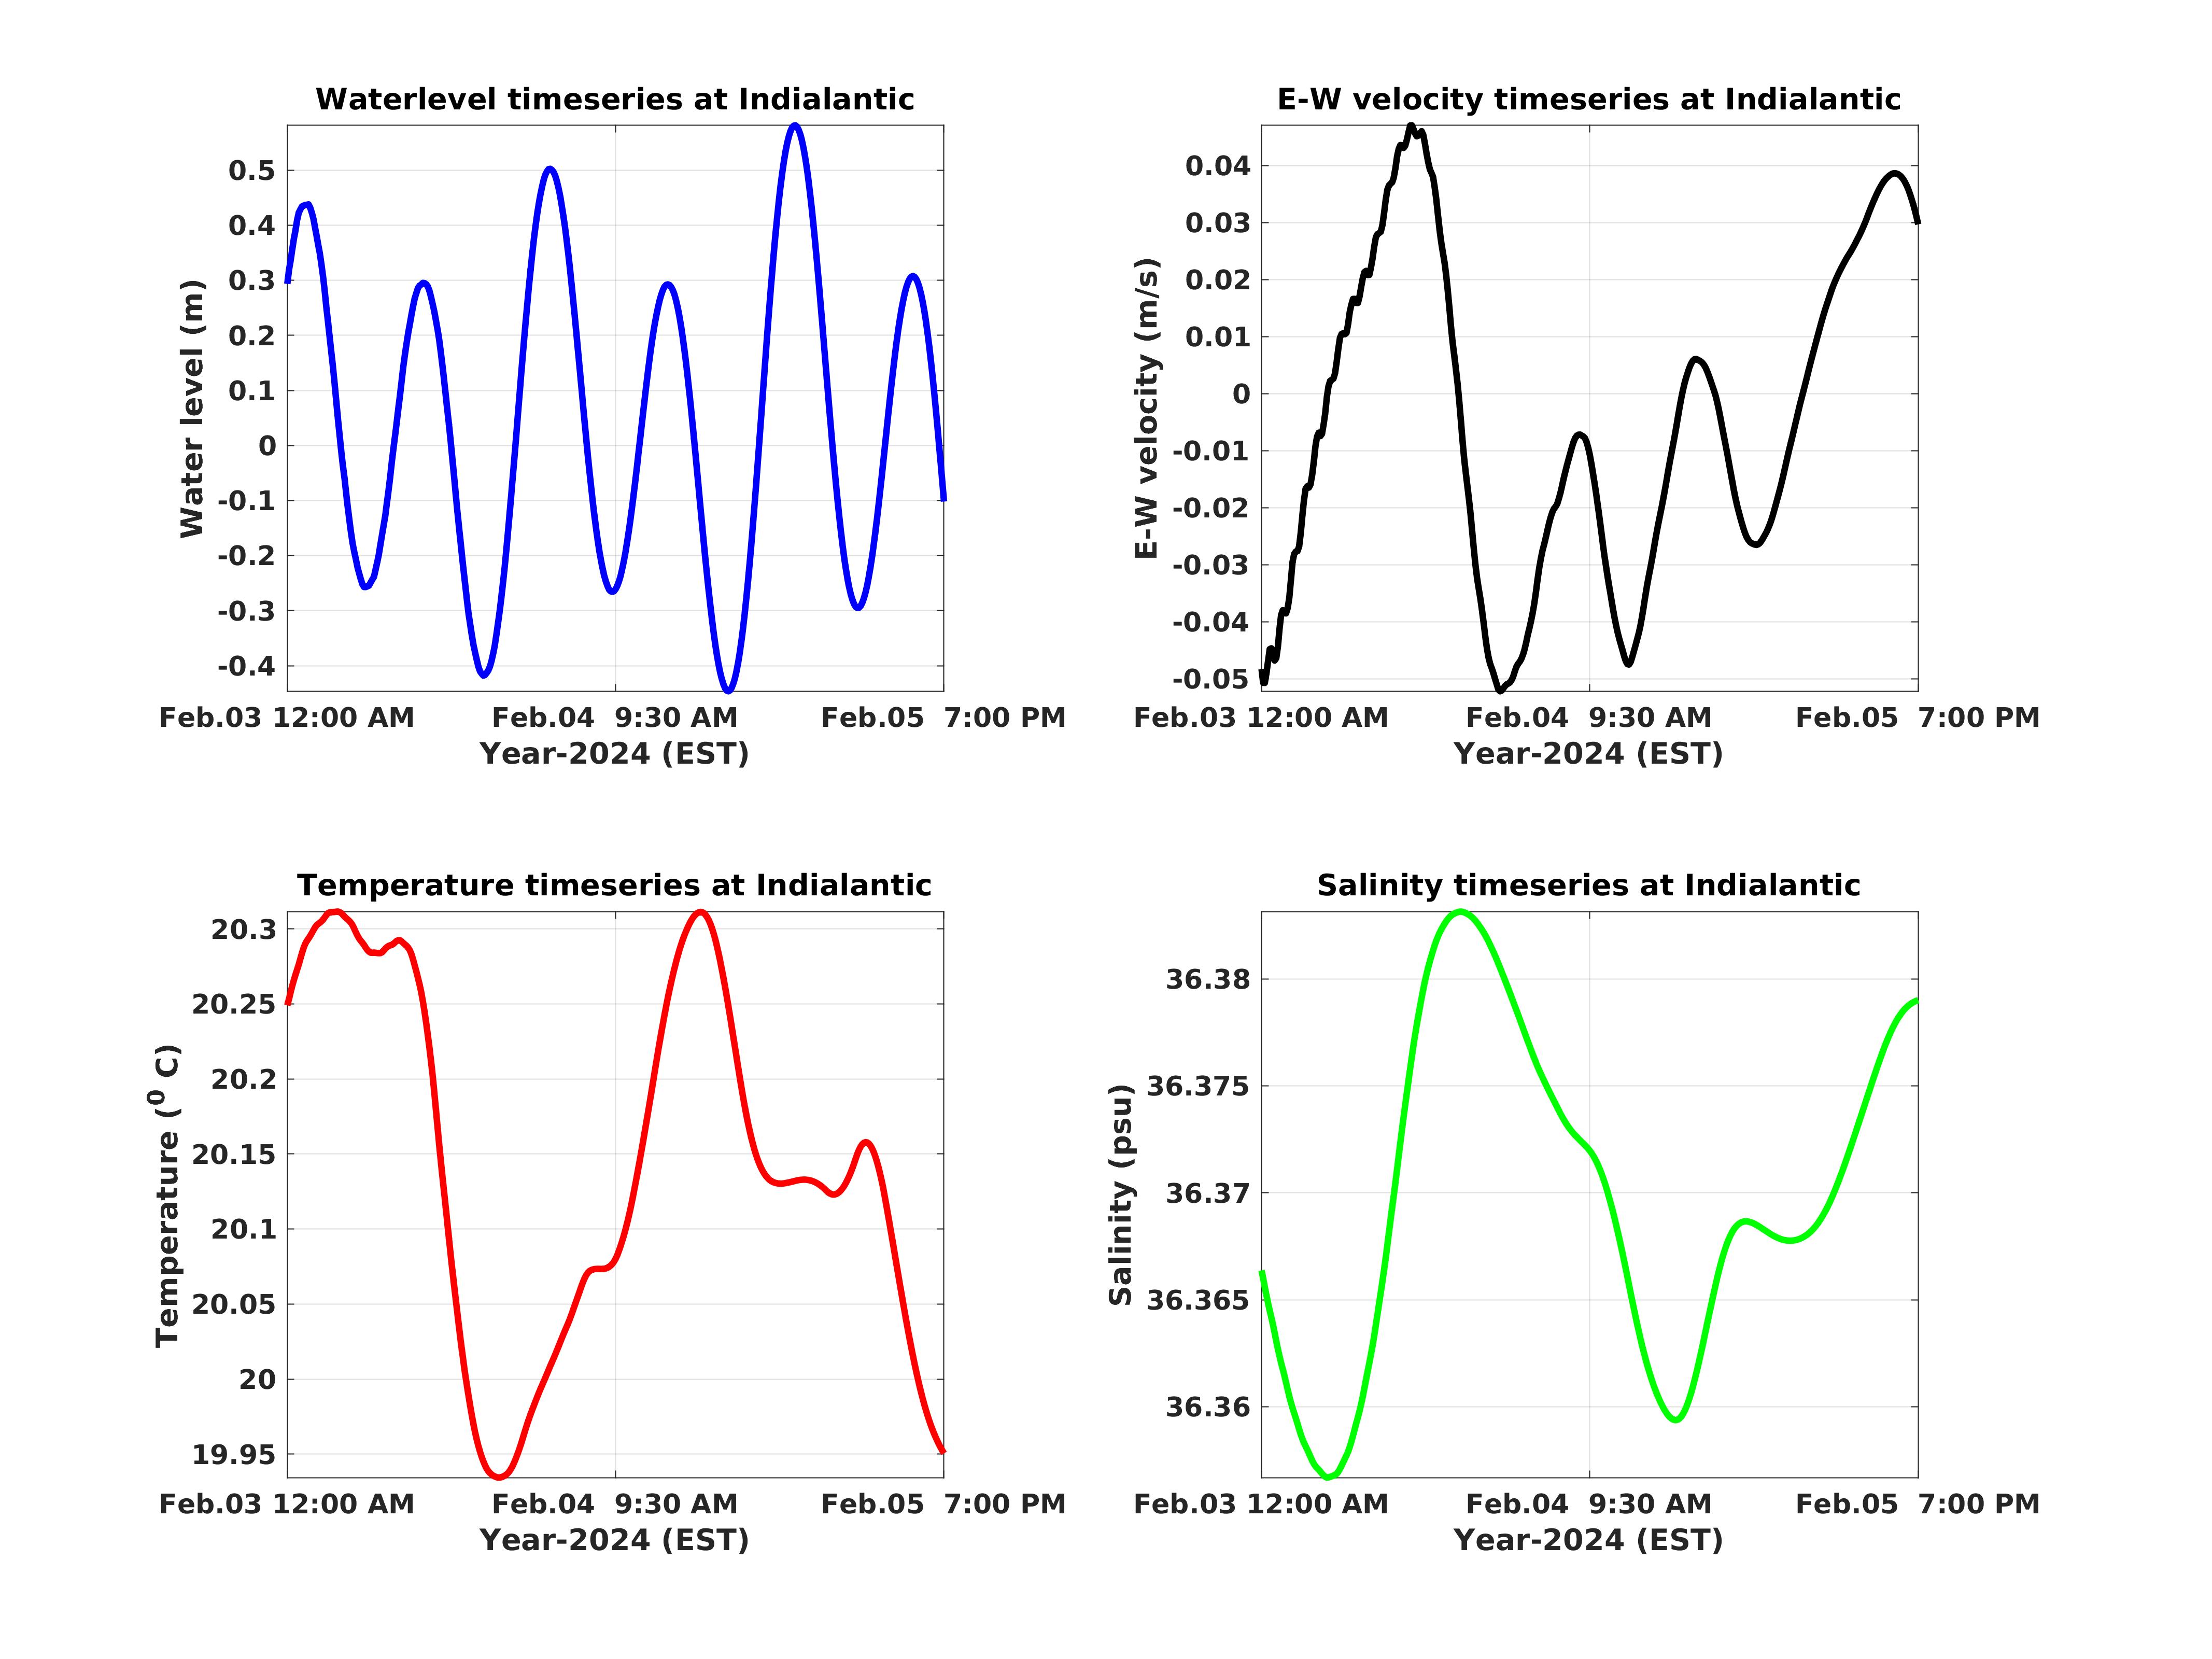 Waterlevel timeseries at Indialantic
Water level (m)
0.5
0.4
0.3
0.2
0.1
0
-0.1
-0.2
-0.3
-0.4
Feb.03 12:00 AM
Feb.04  9:30 AM
Feb.05  7:00 PM
Year-2024 (EST)
E-W velocity timeseries at Indialantic
E-W velocity (m/s)
0.04
0.03
0.02
0.01
0
-0.01
-0.02
-0.03
-0.04
-0.05
Feb.03 12:00 AM
Feb.04  9:30 AM
Feb.05  7:00 PM
Year-2024 (EST)
Temperature timeseries at Indialantic
Temperature (⁰ C)
20.3
20.25
20.2
20.15
20.1
20.05
20
19.95
Feb.03 12:00 AM
Feb.04  9:30 AM
Feb.05  7:00 PM
Year-2024 (EST)
Salinity timeseries at Indialantic
Salinity (psu)
36.38
36.375
36.37
36.365
36.36
Feb.03 12:00 AM
Feb.04  9:30 AM
Feb.05  7:00 PM
Year-2024 (EST)